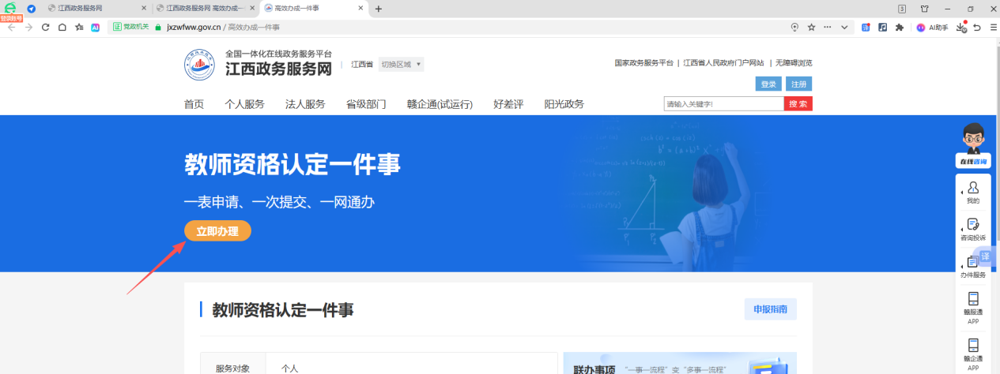 江西政务服务网
江西政务服务网 高效办成一
高效办成一件事
3
登录账号
AI
证 党政机关
jxzwfww.gov.cn / 高效办成一件事
译
AI助手
全国一体化在线政务服务平台
江西政务服务网
江西省
切换区域
国家政务服务平台 | 江西省人民政府门户网站 | 无障碍浏览
登录
注册
首页 个人服务 法人服务 省级部门 赣企通(试运行) 好差评 阳光政务
请输入关键字!
搜 索
教师资格认定一件事
一表申请、一次提交、一网通办
立即办理
在线咨询
我的
咨询投诉
译
办件服务
赣服通
APP
赣企通
APP
教师资格认定一件事
申报指南
服务对象
个人
联办事项
“一事一流程”变“多事一流程”